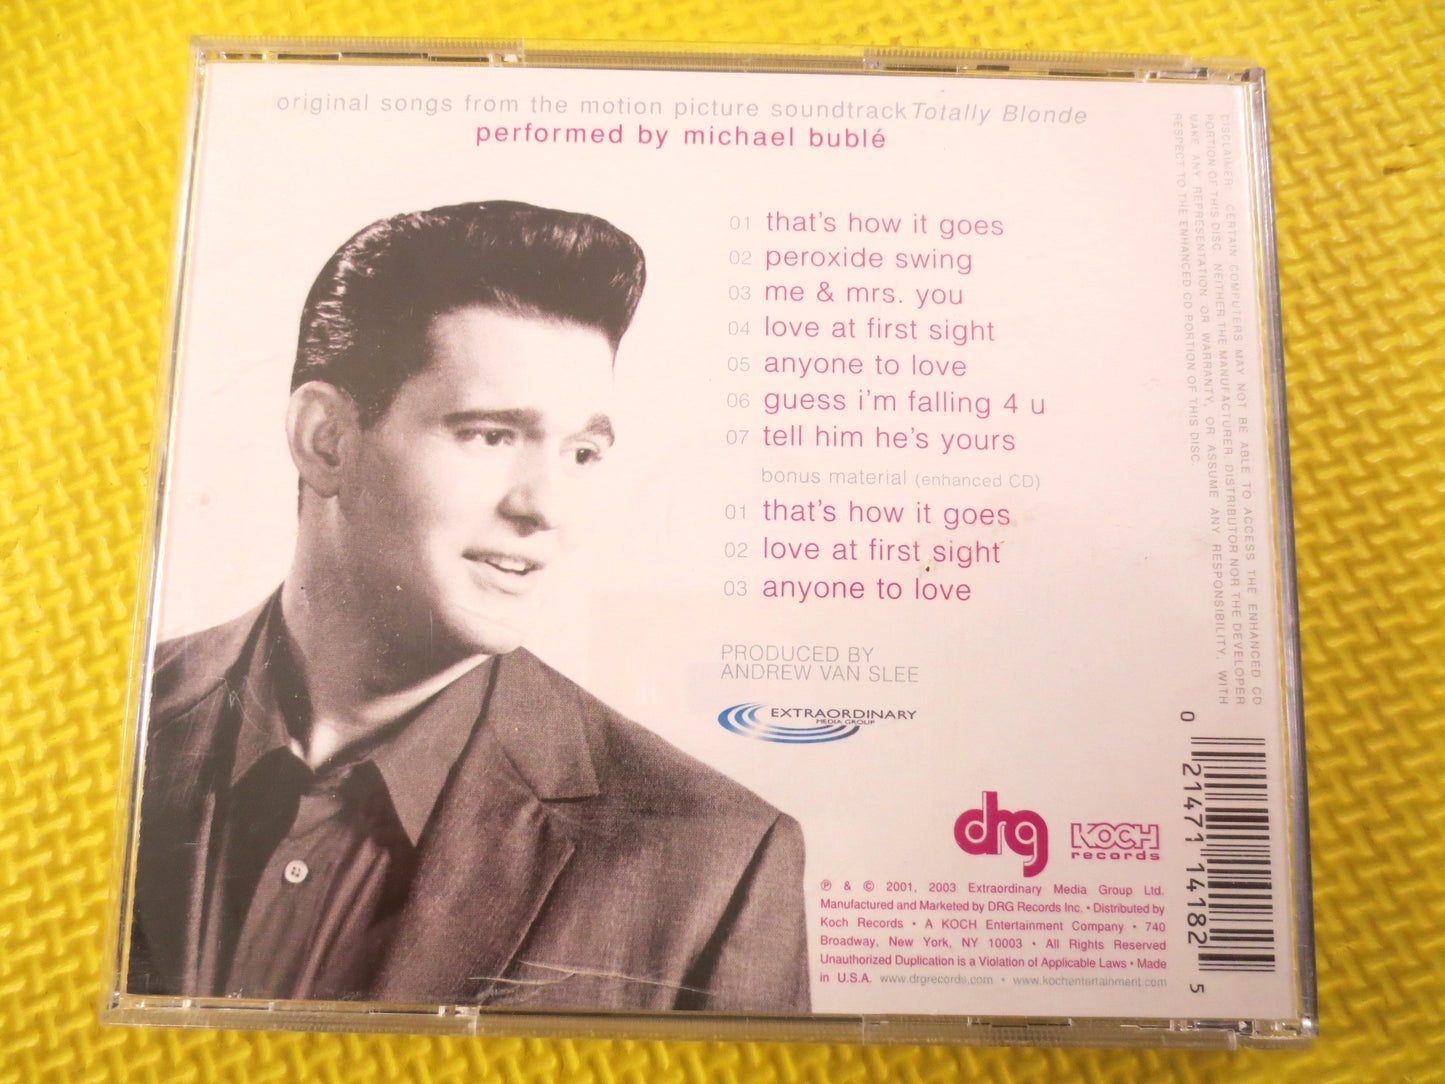 original songs from the motion picture soundtrack Totally Blonde
performed by michael bublé
01 that's how it goes
02 peroxide swing
03 me & mrs. you
04 love at first sight
05 anyone to love
06 guess i'm falling 4 u
07 tell him he's yours
bonus material (enhanced CD)
01 that's how it goes
02 love at first sight
03 anyone to love
PRODUCED BY
ANDREW VAN SLEE
EXTRAORDINARY
MEDIA GROUP
drg
KOCH
records
℗ & © 2001, 2003 Extraordinary Media Group Ltd.
Manufactured and Marketed by DRG Records Inc. • Distributed by
Koch Records • A KOCH Entertainment Company • 740
Broadway, New York, NY 10003 • All Rights Reserved
Unauthorized Duplication is a Violation of Applicable Laws • Made
in U.S.A. www.drgrecords.com • www.kochentertainment.com
DISCLAIMER: CERTAIN COMPUTERS MAY NOT BE ABLE TO ACCESS THE ENHANCED CD
PORTION OF THIS DISC. NEITHER THE MANUFACTURER, DISTRIBUTOR NOR THE DEVELOPER
MAKE ANY REPRESENTATION OR WARRANTY, OR ASSUME ANY RESPONSIBILITY, WITH
RESPECT TO THE ENHANCED CD PORTION OF THIS DISC.
0 21471 14182 5